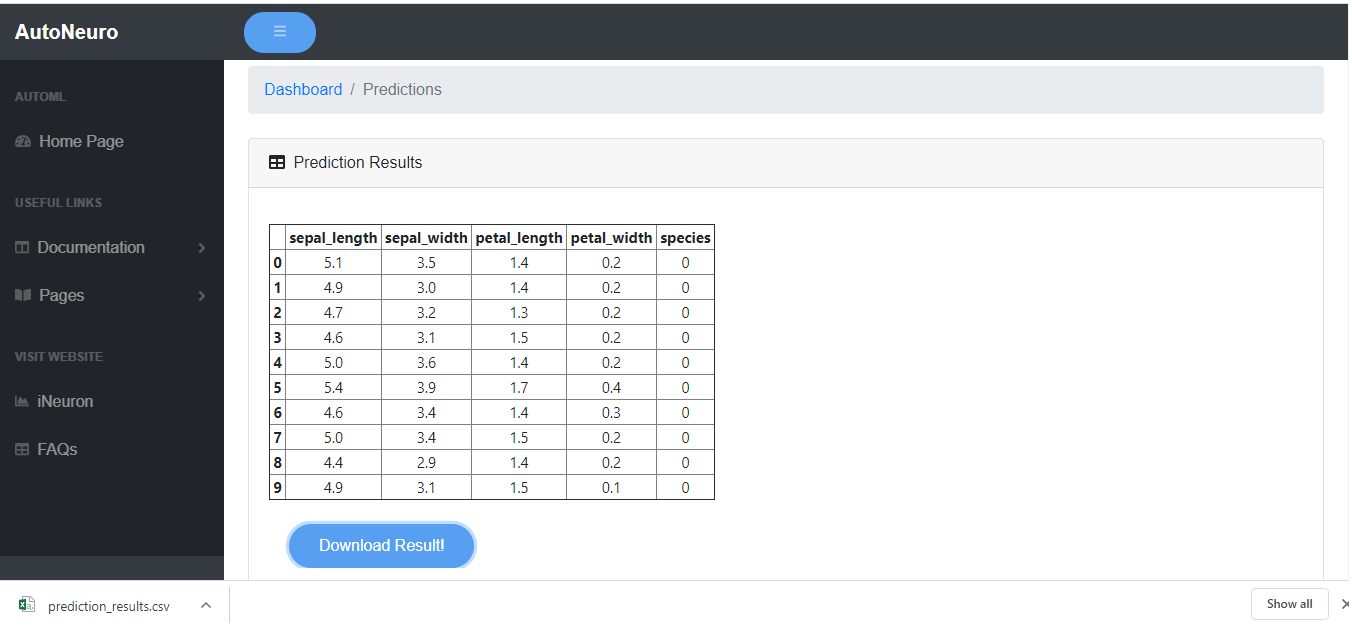 AutoNeuro
AUTOML
Home Page
USEFUL LINKS
Documentation
Pages
VISIT WEBSITE
iNeuron
FAQs
Dashboard / Predictions
Prediction Results
sepal_length sepal_width petal_length petal_width species
0 5.1 3.5 1.4 0.2 0
1 4.9 3.0 1.4 0.2 0
2 4.7 3.2 1.3 0.2 0
3 4.6 3.1 1.5 0.2 0
4 5.0 3.6 1.4 0.2 0
5 5.4 3.9 1.7 0.4 0
6 4.6 3.4 1.4 0.3 0
7 5.0 3.4 1.5 0.2 0
8 4.4 2.9 1.4 0.2 0
9 4.9 3.1 1.5 0.1 0
Download Result!
prediction_results.csv
Show all